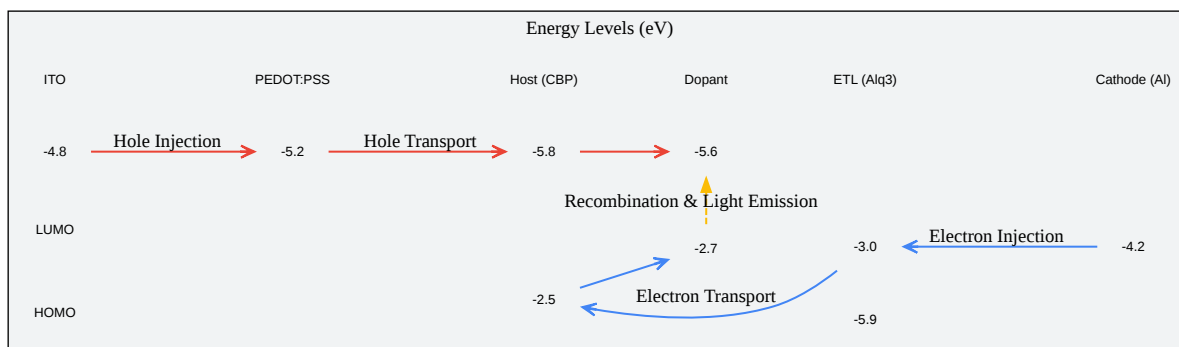 Energy Levels (eV)
ITO PEDOT:PSS Host (CBP) Dopant ETL (Alq3) Cathode (Al)
-4.8 Hole Injection -5.2 Hole Transport -5.8 -5.6
Recombination & Light Emission
LUMO
-2.7 -3.0 Electron Injection -4.2
-2.5 Electron Transport
HOMO -5.9